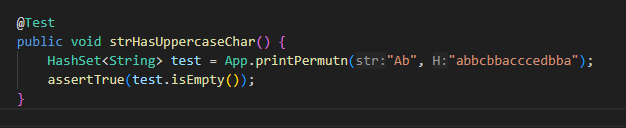 @Test
public void strHasUppercaseChar() {
HashSet<String> test = App.printPermutn(str:"Ab", H:"abbcbbacccedbba");
assertTrue(test.isEmpty());
}